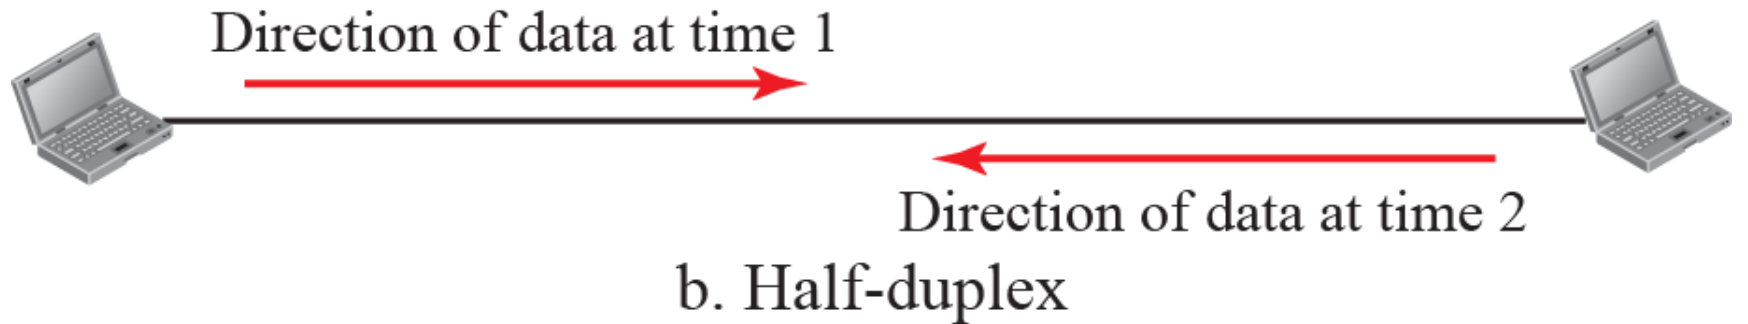 Direction of data at time 1
Direction of data at time 2
b. Half-duplex